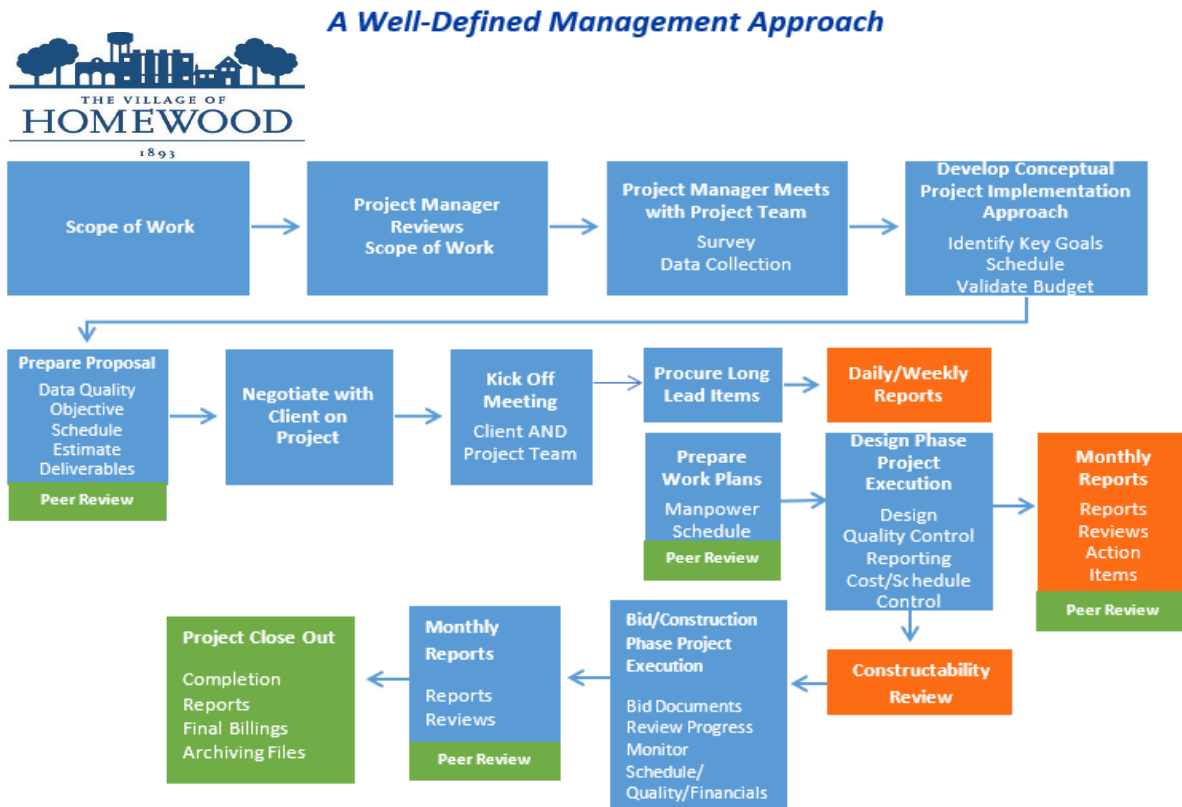 A Well-Defined Management Approach
THE VILLAGE OF
HOMEWOOD
1893
Scope of Work
Project Manager
Reviews
Scope of Work
Project Manager Meets
with Project Team
Survey
Data Collection
Develop Conceptual
Project Implementation
Approach
Identify Key Goals
Schedule
Validate Budget
Prepare Proposal
Data Quality
Objective
Schedule
Estimate
Deliverables
Peer Review
Negotiate with
Client on
Project
Kick Off
Meeting
Client AND
Project Team
Procure Long
Lead Items
Daily/Weekly
Reports
Prepare
Work Plans
Manpower
Schedule
Peer Review
Design Phase
Project
Execution
Design
Quality Control
Reporting
Cost/Schedule
Control
Monthly
Reports
Reports
Reviews
Action
Items
Peer Review
Constructability
Review
Bid/Construction
Phase Project
Execution
Bid Documents
Review Progress
Monitor
Schedule/
Quality/Financials
Monthly
Reports
Reports
Reviews
Peer Review
Project Close Out
Completion
Reports
Final Billings
Archiving Files